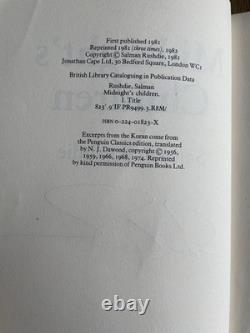 First published 1981
Reprinted 1981 (three times), 1982
Copyright © Salman Rushdie, 1981
Jonathan Cape Ltd, 30 Bedford Square, London WC1
British Library Cataloguing in Publication Data
Rushdie, Salman
Midnight's children.
I. Title
823'.9'1F PR9499.3.R8M/
ISBN 0-224-01823-X
Excerpts from the Koran come from
the Penguin Classics edition, translated
by N. J. Dawood, copyright © 1956,
1959, 1966, 1968, 1974. Reprinted
by kind permission of Penguin Books Ltd.
ebay